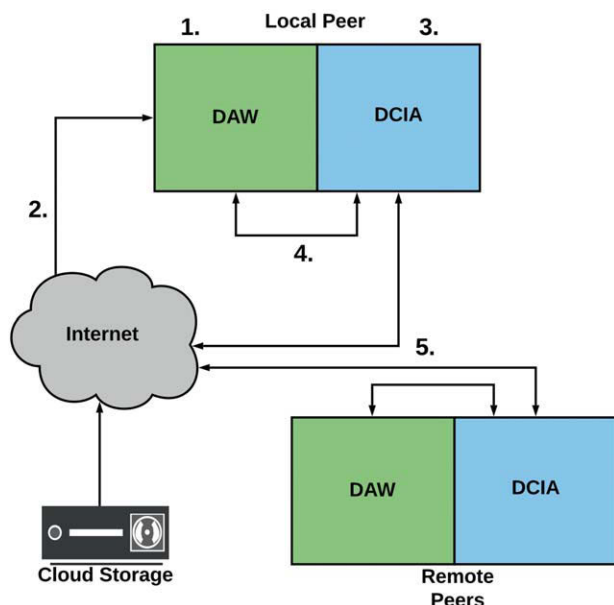 Local Peer
1.
3.
DAW
DCIA
2.
4.
Internet
5.
DAW
DCIA
Cloud Storage
Remote
Peers